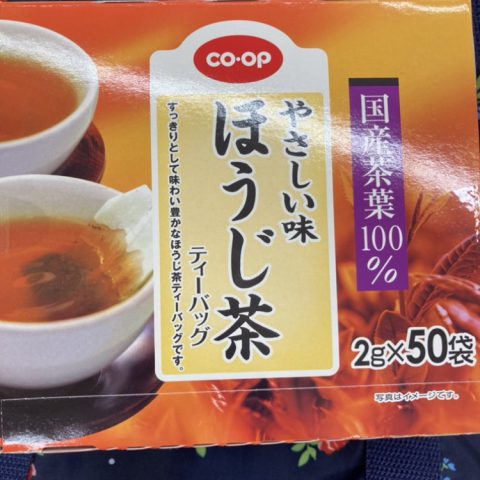 CO·OP
国産茶葉100%
やさしい味
ほうじ茶
ティーバッグ
すっきりとして味わい豊かなほうじ茶ティーバッグです。
2g×50袋
写真はイメージです。